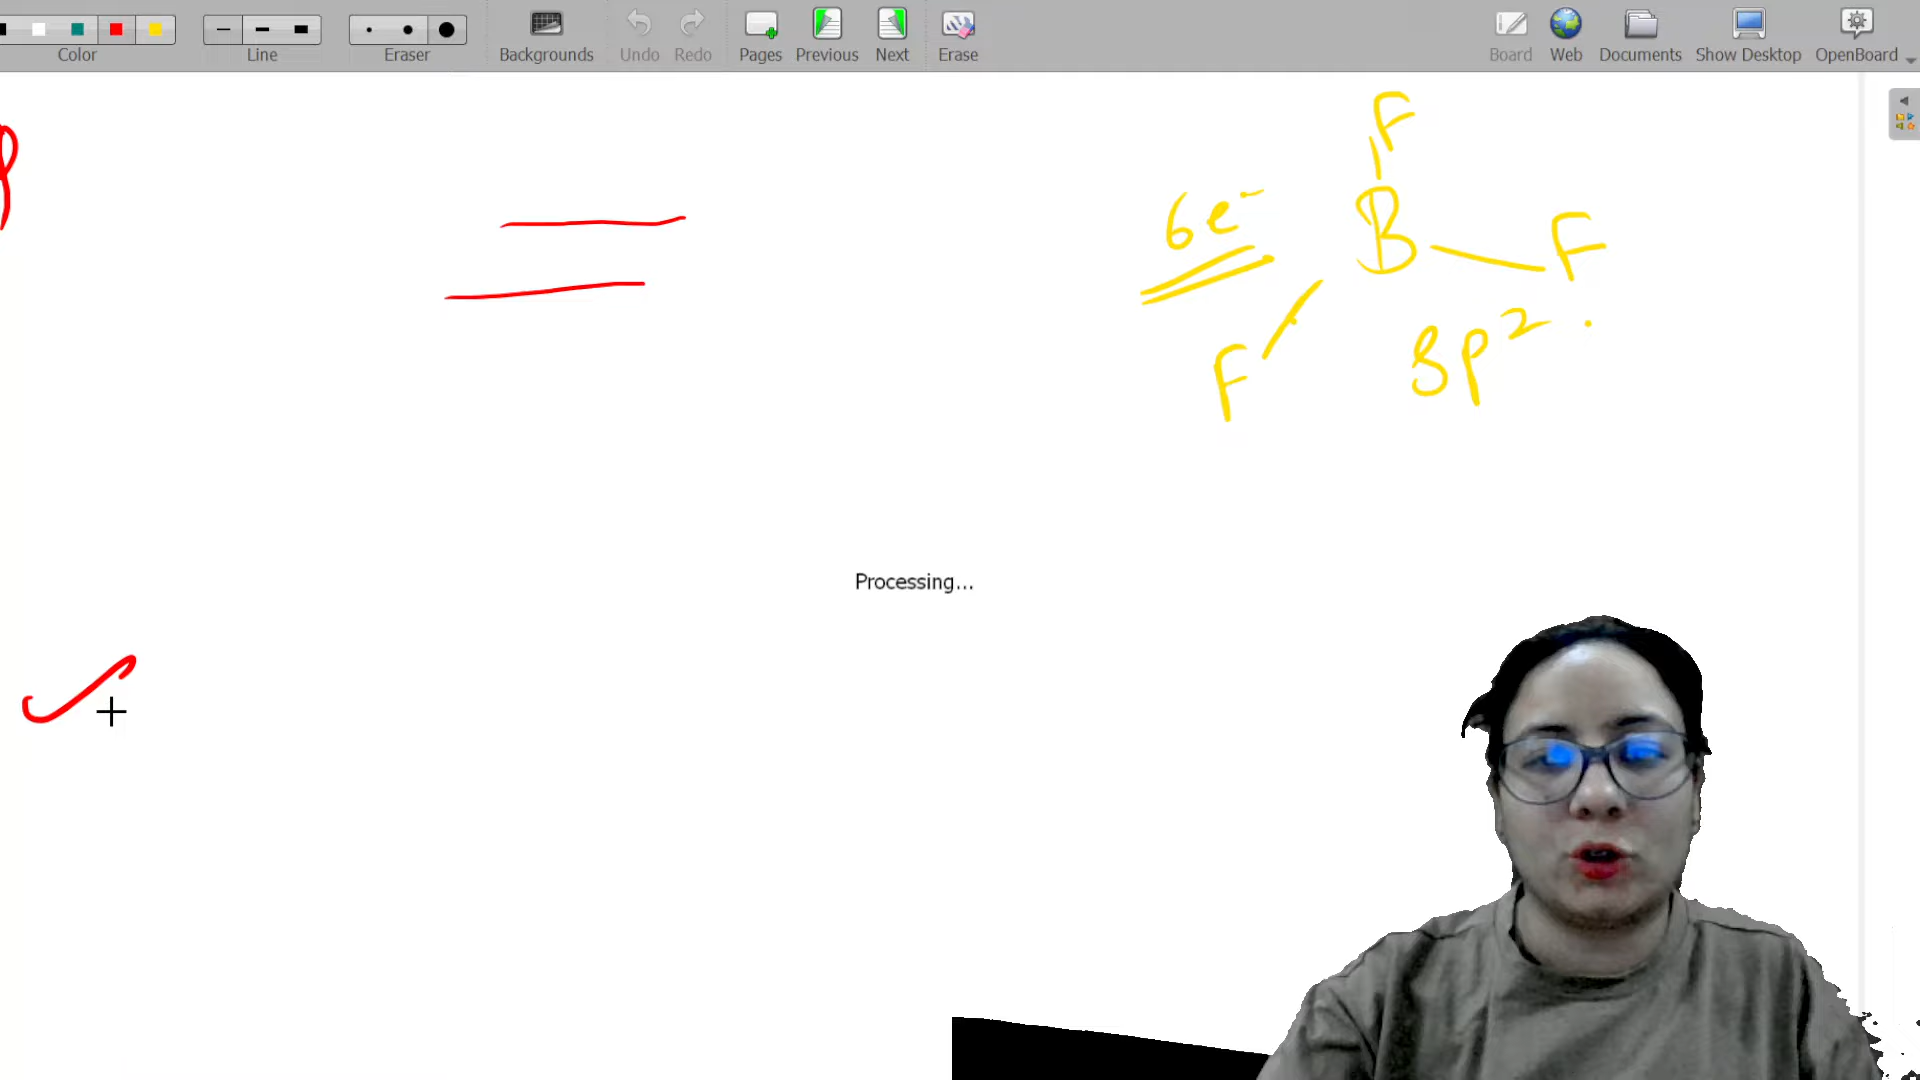 Color Line Eraser Backgrounds Undo Redo Pages Previous Next Erase Board Web Documents Show Desktop OpenBoard
F
6e⁻ B F
F sp².
Processing...